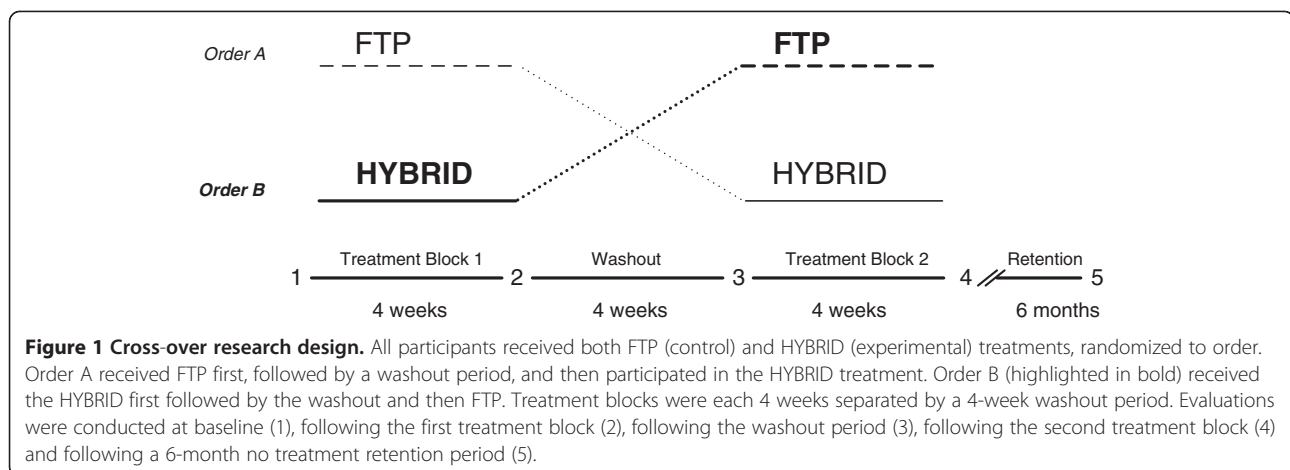 Order A FTP FTP
Order B HYBRID HYBRID
Treatment Block 1 Washout Treatment Block 2 Retention
1 2 3 4 5
4 weeks 4 weeks 4 weeks 6 months
Figure 1 Cross-over research design. All participants received both FTP (control) and HYBRID (experimental) treatments, randomized to order.
Order A received FTP first, followed by a washout period, and then participated in the HYBRID treatment. Order B (highlighted in bold) received
the HYBRID first followed by the washout and then FTP. Treatment blocks were each 4 weeks separated by a 4-week washout period. Evaluations
were conducted at baseline (1), following the first treatment block (2), following the washout period (3), following the second treatment block (4)
and following a 6-month no treatment retention period (5).